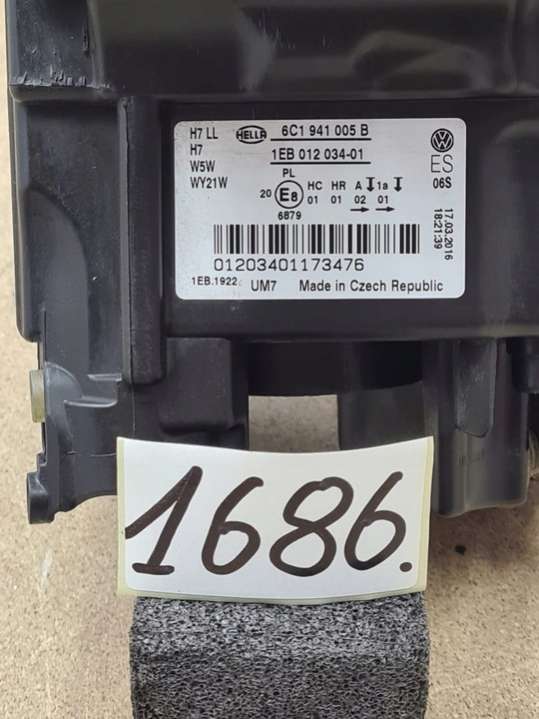 H7 LL HELLA 6C1 941 005 B
H7 1EB 012 034-01
W5W PL ES
WY21W 20 E8 HC HR A 1a 06S
01 01 02 01
6879
17.03.2016
18:21:39
01203401173476
1EB.1922. UM7 Made in Czech Republic
1686.